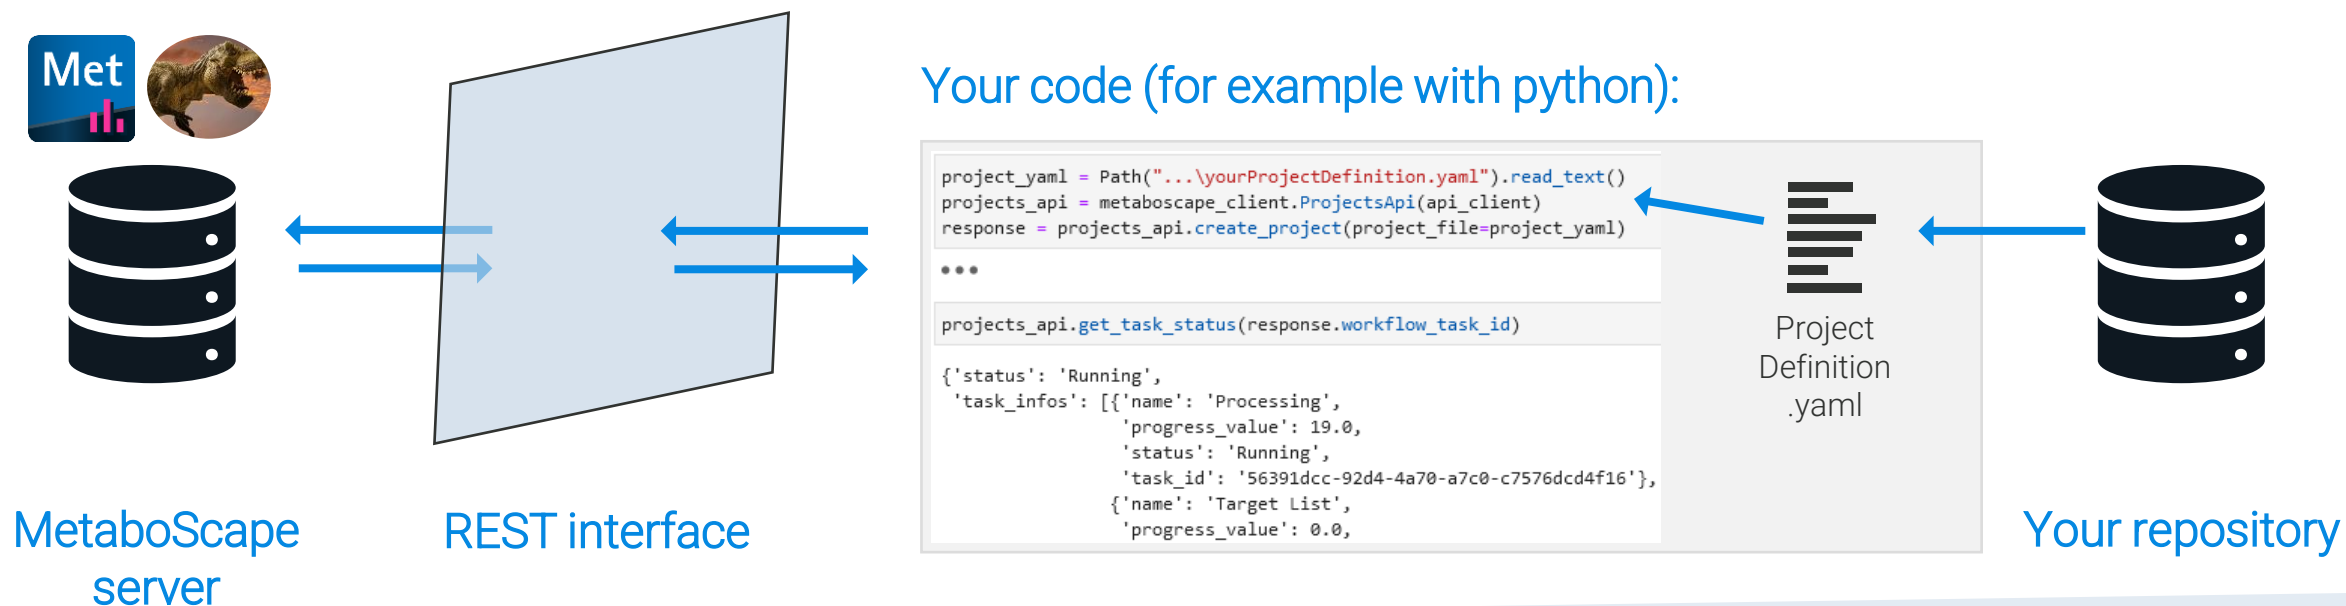 Met
Your code (for example with python):
project_yaml = Path("...\yourProjectDefinition.yaml").read_text()
projects_api = metaboscape_client.ProjectsApi(api_client)
response = projects_api.create_project(project_file=project_yaml)
•••
projects_api.get_task_status(response.workflow_task_id)
{'status': 'Running',
'task_infos': [{'name': 'Processing',
'progress_value': 19.0,
'status': 'Running',
'task_id': '56391dcc-92d4-4a70-a7c0-c7576dcd4f16'},
{'name': 'Target List',
'progress_value': 0.0,
Project
Definition
.yaml
MetaboScape
server
REST interface
Your repository